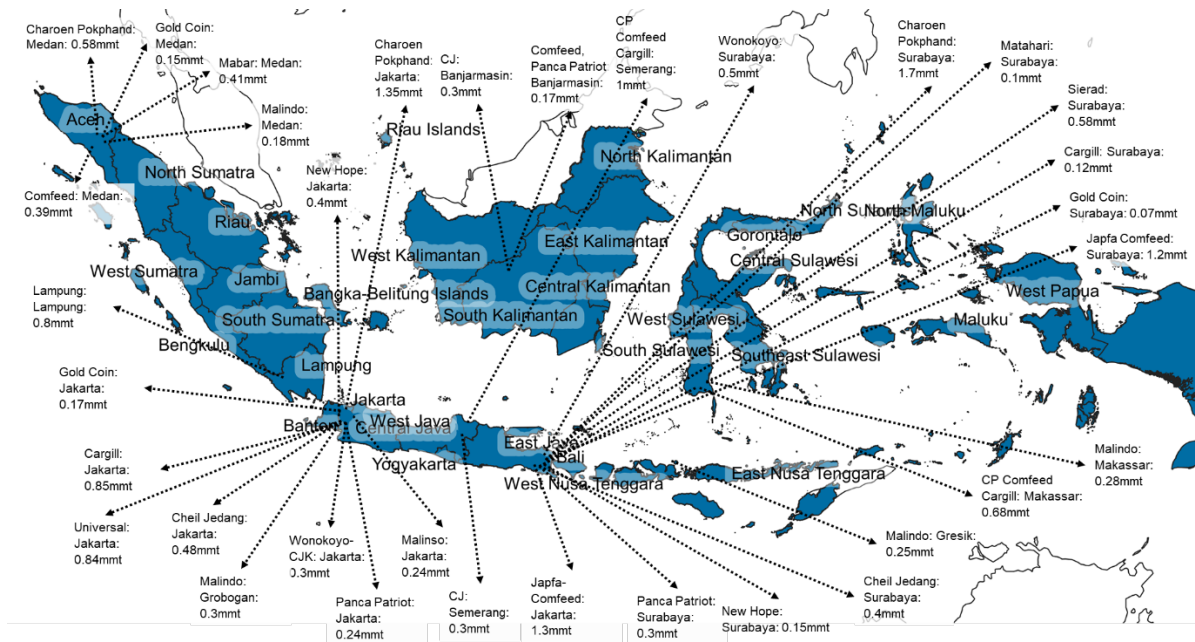 Charoen Pokphand:
Medan: 0.58mmt
Gold Coin:
Medan:
0.15mmt
Mabar: Medan:
0.41mmt
Malindo:
Medan:
0.18mmt
Comfeed: Medan:
0.39mmt
Charoen
Pokphand:
Jakarta:
1.35mmt
CJ:
Banjarmasin:
0.3mmt
Comfeed,
Panca Patriot
Banjarmasin:
0.17mmt
CP
Comfeed
Cargill:
Semerang:
1mmt
Wonokoyo:
Surabaya:
0.5mmt
Charoen
Pokphand:
Surabaya:
1.7mmt
Matahari:
Surabaya:
0.1mmt
Sierad:
Surabaya:
0.58mmt
Cargill: Surabaya:
0.12mmt
Gold Coin:
Surabaya: 0.07mmt
Japfa Comfeed:
Surabaya: 1.2mmt
New Hope:
Jakarta:
0.4mmt
Aceh
North Sumatra
Riau
Riau Islands
West Sumatra
Jambi
Bangka-Belitung Islands
South Sumatra
Bengkulu
Lampung
North Kalimantan
East Kalimantan
West Kalimantan
Central Kalimantan
South Kalimantan
North Maluku
Gorontalo
Central Sulawesi
West Sulawesi
South Sulawesi
Southeast Sulawesi
West Papua
Maluku
Jakarta
Banten
West Java
Central Java
Yogyakarta
East Java
Bali
West Nusa Tenggara
East Nusa Tenggara
Lampung:
Lampung:
0.8mmt
Gold Coin:
Jakarta:
0.17mmt
Cargill:
Jakarta:
0.85mmt
Universal:
Jakarta:
0.84mmt
Cheil Jedang:
Jakarta:
0.48mmt
Malindo:
Grobogan:
0.3mmt
Wonokoyo-
CJK: Jakarta:
0.3mmt
Panca Patriot:
Jakarta:
0.24mmt
Malinso:
Jakarta:
0.24mmt
CJ:
Semerang:
0.3mmt
Japfa-
Comfeed:
Jakarta:
1.3mmt
Panca Patriot:
Surabaya:
0.3mmt
New Hope:
Surabaya: 0.15mmt
Cheil Jedang:
Surabaya:
0.4mmt
Malindo: Gresik:
0.25mmt
CP Comfeed
Cargill: Makassar:
0.68mmt
Malindo:
Makassar:
0.28mmt